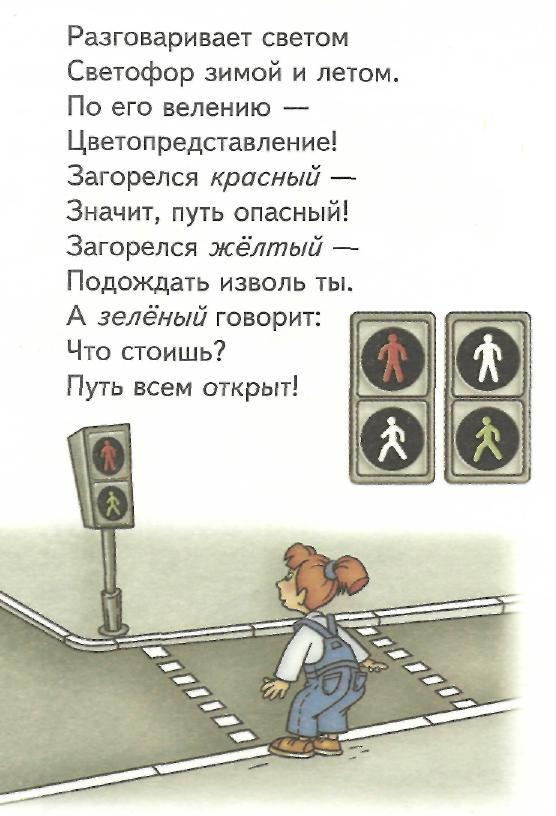 Разговаривает светом
Светофор зимой и летом.
По его велению —
Цветопредставление!
Загорелся красный —
Значит, путь опасный!
Загорелся жёлтый —
Подождать изволь ты.
А зелёный говорит:
Что стоишь?
Путь всем открыт!